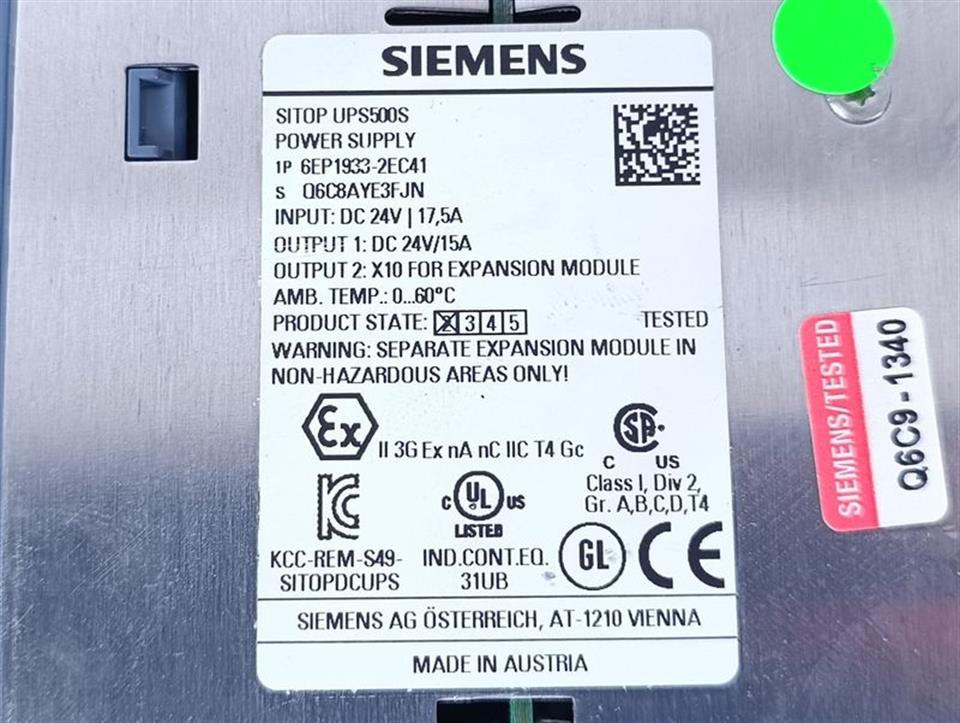 SIEMENS
SITOP UPS500S
POWER SUPPLY
1P 6EP1933-2EC41
S Q6C8AYE3FJN
INPUT: DC 24V | 17,5A
OUTPUT 1: DC 24V/15A
OUTPUT 2: X10 FOR EXPANSION MODULE
AMB. TEMP.: 0...60°C
PRODUCT STATE: 2 3 4 5 TESTED
WARNING: SEPARATE EXPANSION MODULE IN
NON-HAZARDOUS AREAS ONLY!
Ex II 3G Ex nA nC IIC T4 Gc
SA
C US
Class I, Div 2,
Gr. A,B,C,D,T4
KC
KCC-REM-S49-
SITOPDCUPS
C UL US
LISTED
IND.CONT.EQ.
31UB
GL CE
SIEMENS AG ÖSTERREICH, AT-1210 VIENNA
MADE IN AUSTRIA
SIEMENS/TESTED
Q6C9-1340